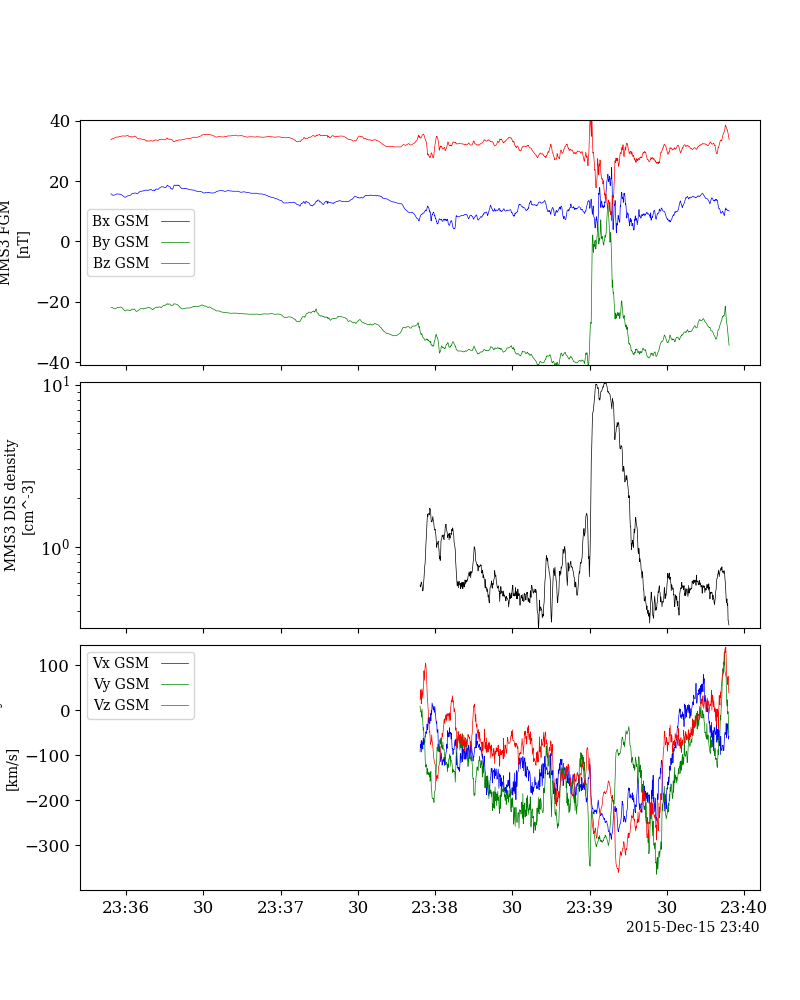 40
20
0
−20
−40
MMS3 FGM
[nT]
Bx GSM
By GSM
Bz GSM
10^1
10^0
MMS3 DIS density
[cm^-3]
100
0
−100
−200
−300
[km/s]
Vx GSM
Vy GSM
Vz GSM
23:36 30 23:37 30 23:38 30 23:39 30 23:40
2015-Dec-15 23:40